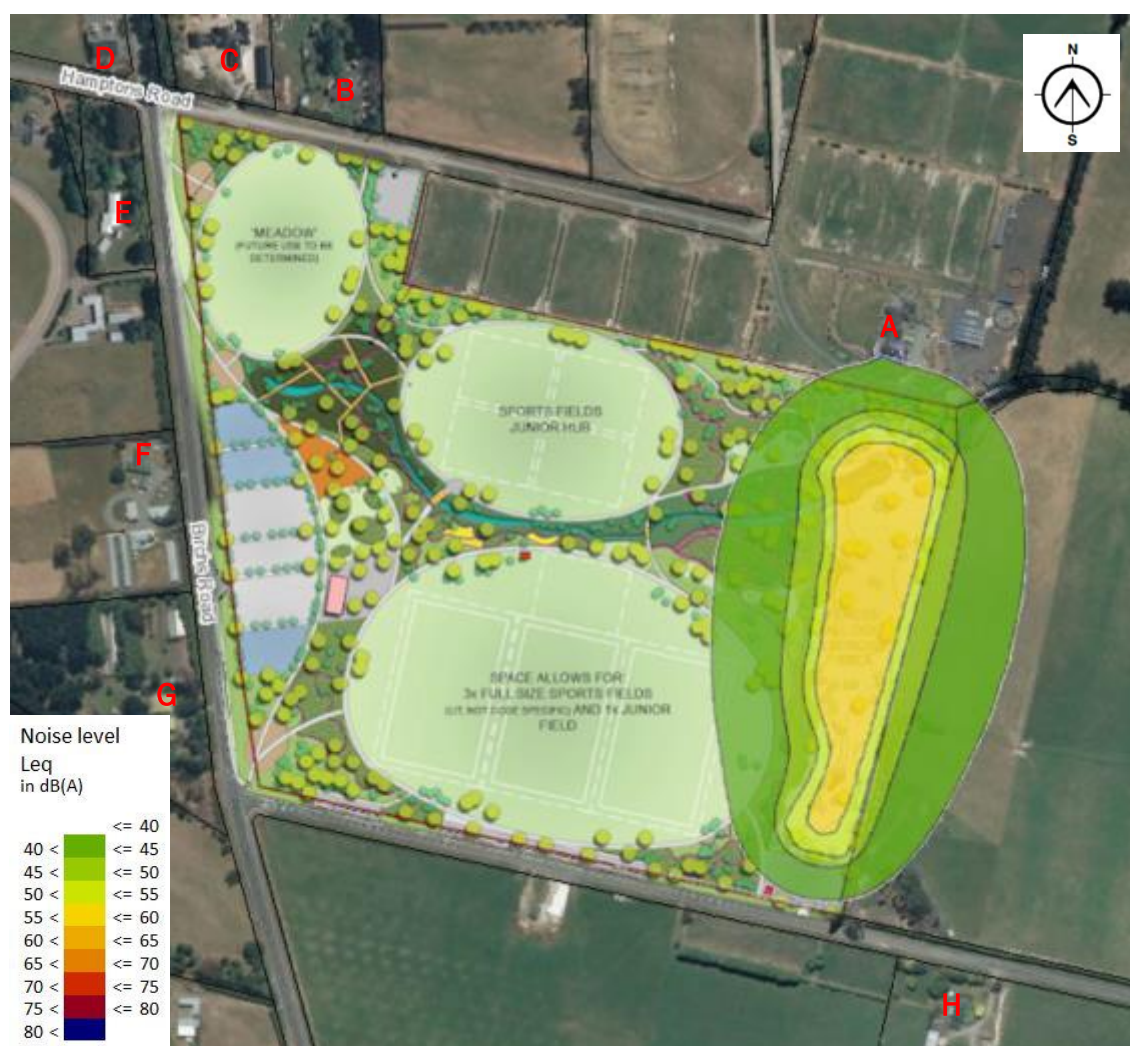 N
S
D
C
B
Hamptons Road
E
'MEADOW'
(FUTURE USE TO BE
DETERMINED)
A
SPORTS FIELDS
JUNIOR HUB
F
Birchs Road
SPACE ALLOWS FOR
3x FULL SIZE SPORTS FIELDS
AND 1x JUNIOR
FIELD
G
H
Noise level
Leq
in dB(A)
<= 40
40 < <= 45
45 < <= 50
50 < <= 55
55 < <= 60
60 < <= 65
65 < <= 70
70 < <= 75
75 < <= 80
80 <